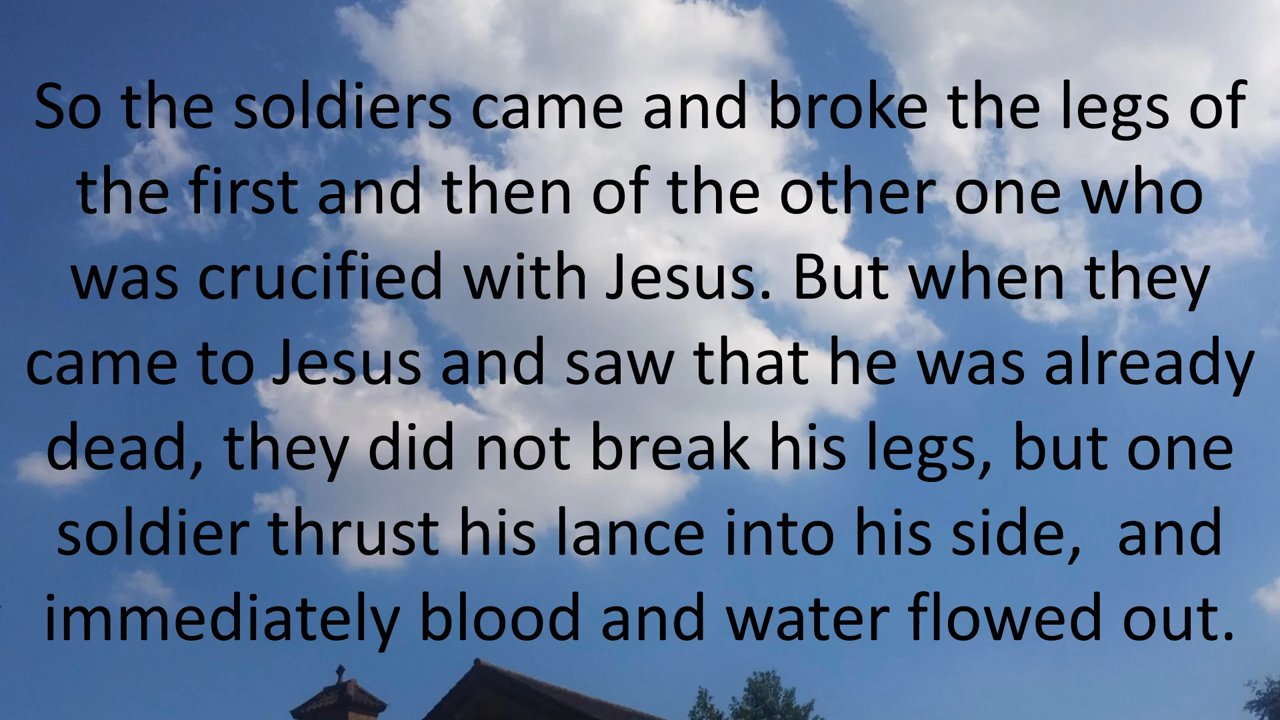 So the soldiers came and broke the legs of
the first and then of the other one who
was crucified with Jesus. But when they
came to Jesus and saw that he was already
dead, they did not break his legs, but one
soldier thrust his lance into his side,  and
immediately blood and water flowed out.